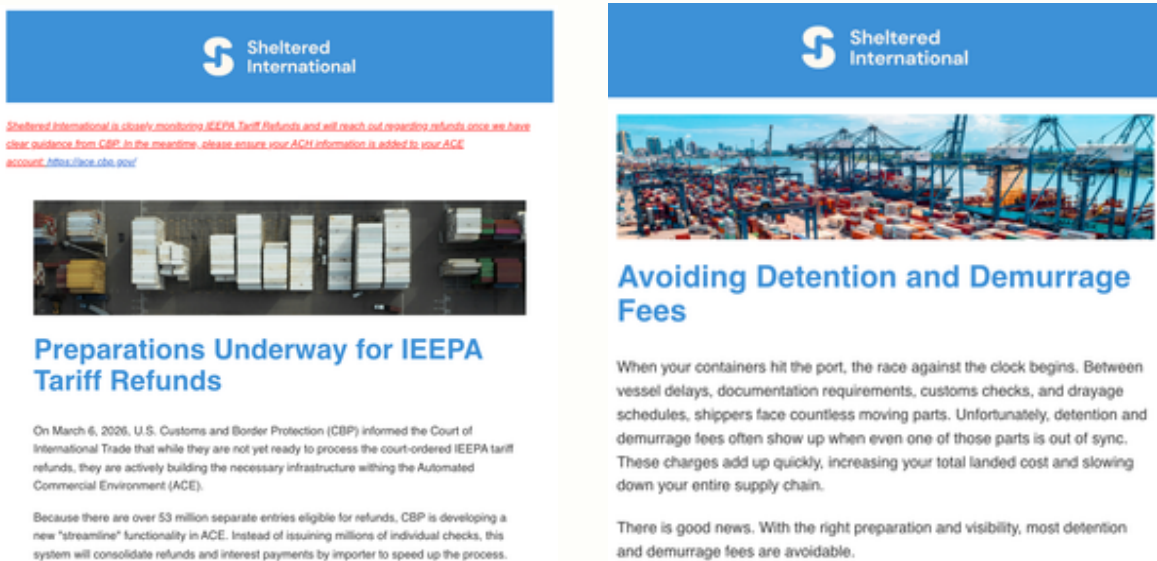 Sheltered
International
Sheltered International is closely monitoring IEEPA Tariff Refunds and will reach out regarding refunds once we have
clear guidance from CBP. In the meantime, please ensure your ACH information is added to your ACE
account: https://ace.cbp.gov/
Preparations Underway for IEEPA
Tariff Refunds
On March 6, 2026, U.S. Customs and Border Protection (CBP) informed the Court of
International Trade that while they are not yet ready to process the court-ordered IEEPA tariff
refunds, they are actively building the necessary infrastructure withing the Automated
Commercial Environment (ACE).
Because there are over 53 million separate entries eligible for refunds, CBP is developing a
new "streamline" functionality in ACE. Instead of issuining millions of individual checks, this
system will consolidate refunds and interest payments by importer to speed up the process.
Sheltered
International
Avoiding Detention and Demurrage
Fees
When your containers hit the port, the race against the clock begins. Between
vessel delays, documentation requirements, customs checks, and drayage
schedules, shippers face countless moving parts. Unfortunately, detention and
demurrage fees often show up when even one of those parts is out of sync.
These charges add up quickly, increasing your total landed cost and slowing
down your entire supply chain.
There is good news. With the right preparation and visibility, most detention
and demurrage fees are avoidable.